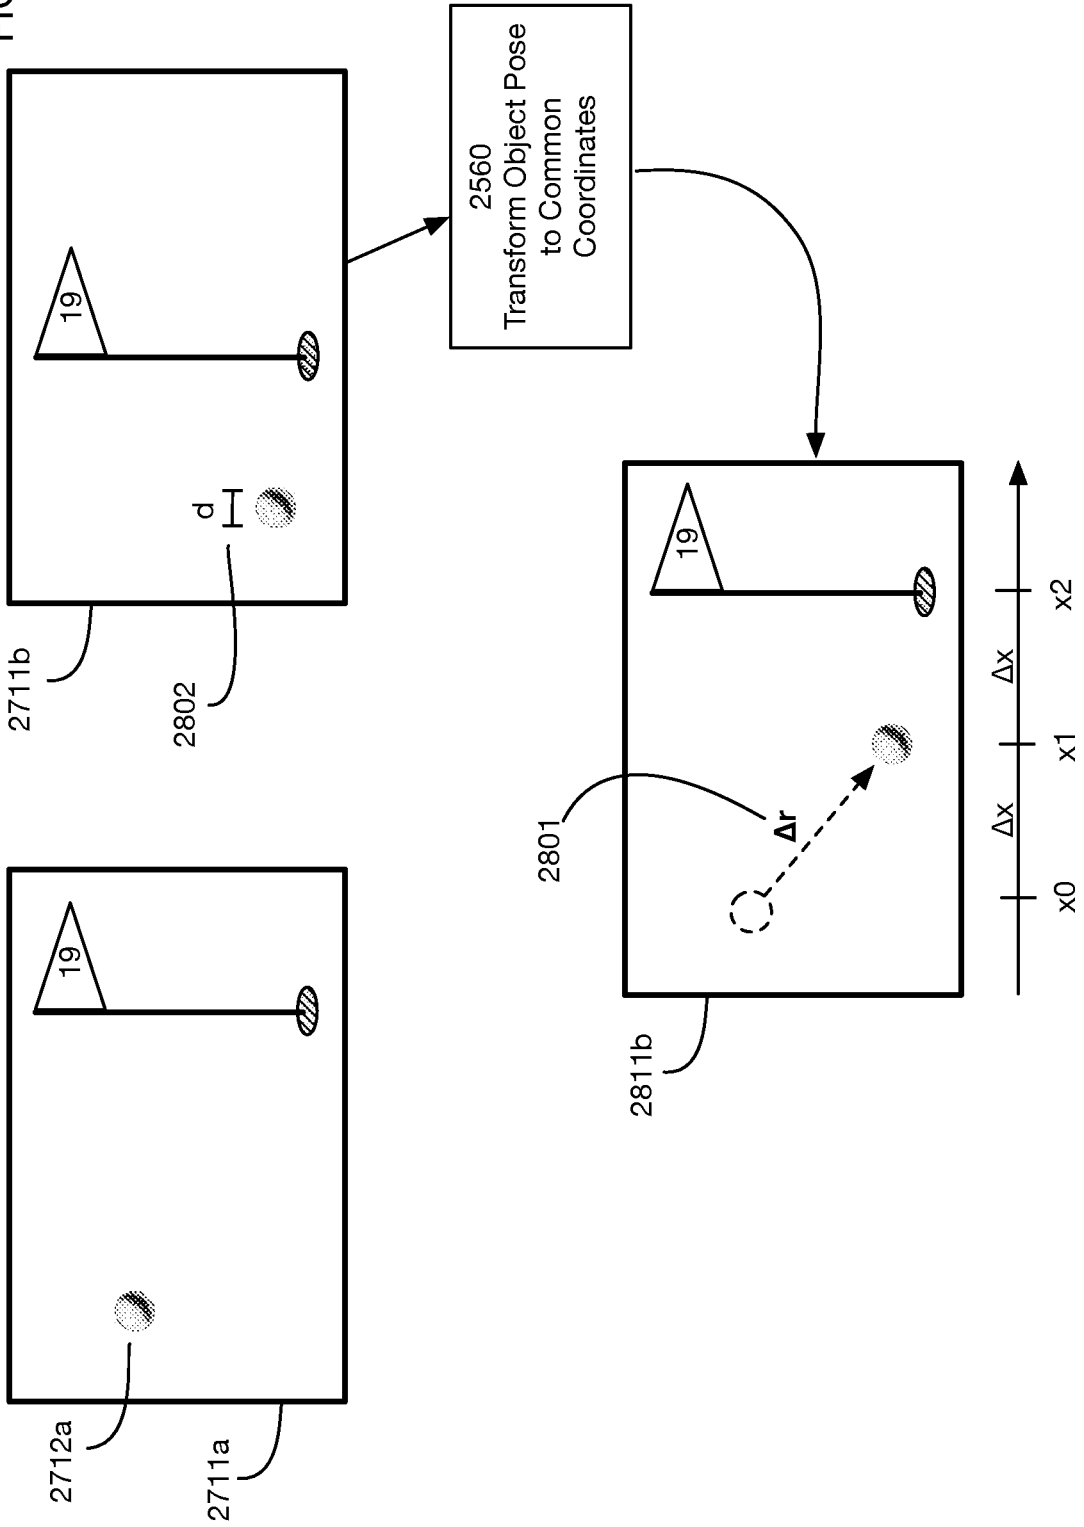 2711b
2712a
19
19
2802
d
2711a
2560
Transform Object Pose
to Common
Coordinates
2801
2811b
19
Δr
Δx Δx
x0 x1 x2